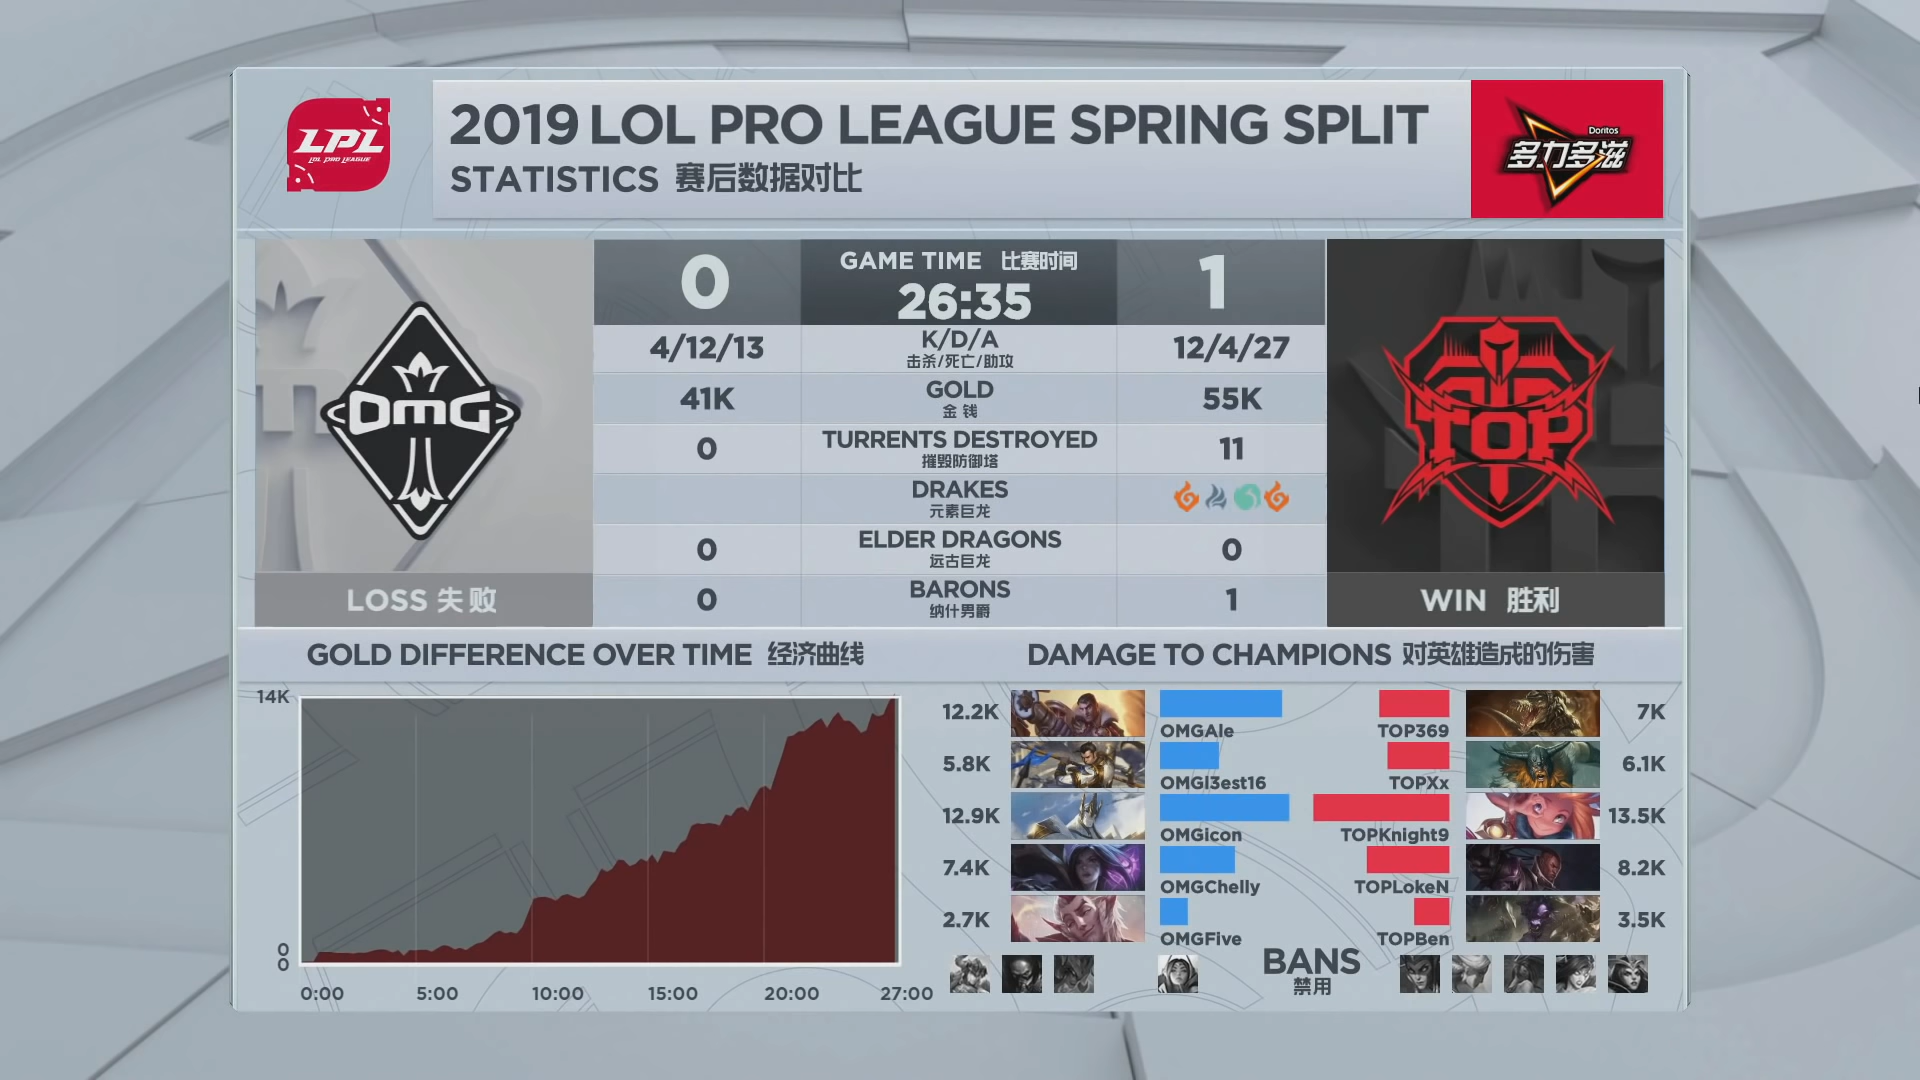 LPL
LOL PRO LEAGUE
2019 LOL PRO LEAGUE SPRING SPLIT
STATISTICS 赛后数据对比
Doritos
多力多滋
0
GAME TIME 比赛时间
26:35
1
4/12/13
K/D/A
击杀/死亡/助攻
12/4/27
41K
GOLD
金钱
55K
0
TURRENTS DESTROYED
摧毁防御塔
11
DRAKES
元素巨龙
0
ELDER DRAGONS
远古巨龙
0
0
BARONS
纳什男爵
1
OMG
LOSS 失败
TOP
WIN 胜利
GOLD DIFFERENCE OVER TIME 经济曲线
14K
0
0
0:00 5:00 10:00 15:00 20:00 27:00
DAMAGE TO CHAMPIONS 对英雄造成的伤害
12.2K OMGAle TOP369 7K
5.8K OMGl3est16 TOPXx 6.1K
12.9K OMGicon TOPKnight9 13.5K
7.4K OMGChelly TOPLokeN 8.2K
2.7K OMGFive TOPBen 3.5K
BANS
禁用